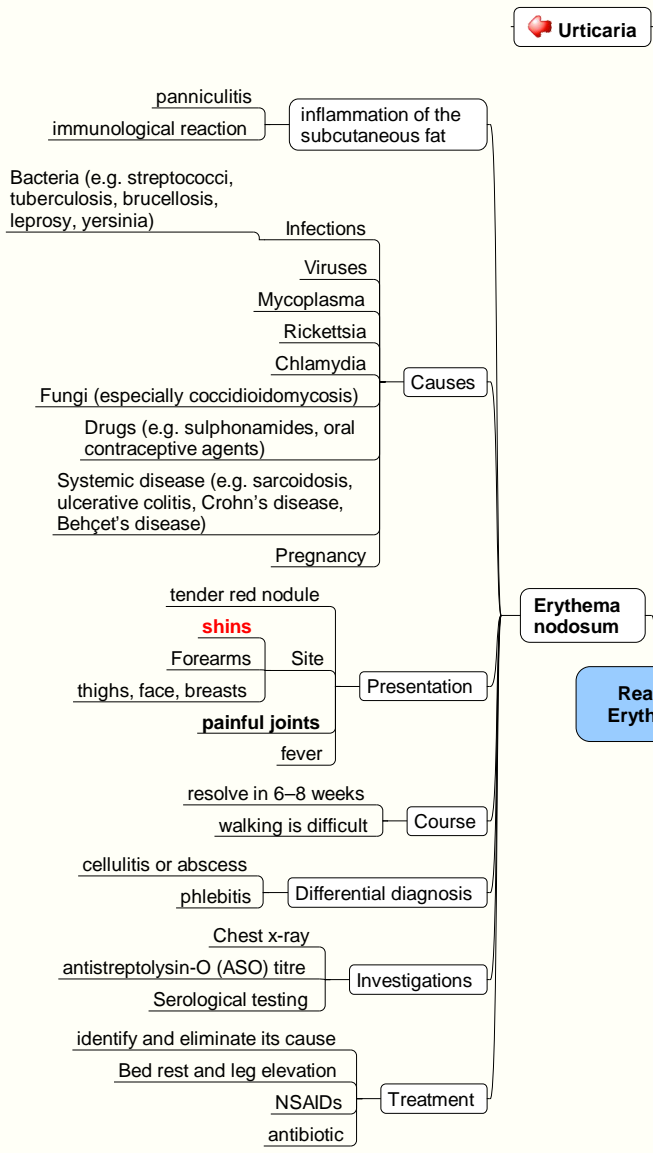 Urticaria
panniculitis
immunological reaction
inflammation of the
subcutaneous fat
Bacteria (e.g. streptococci,
tuberculosis, brucellosis,
leprosy, yersinia)
Infections
Viruses
Mycoplasma
Rickettsia
Chlamydia
Fungi (especially coccidioidomycosis)
Drugs (e.g. sulphonamides, oral
contraceptive agents)
Systemic disease (e.g. sarcoidosis,
ulcerative colitis, Crohn's disease,
Behçet's disease)
Pregnancy
Causes
tender red nodule
shins
Forearms
thighs, face, breasts
Site
painful joints
fever
Presentation
Erythema
nodosum
Rea
Eryth
resolve in 6–8 weeks
walking is difficult
Course
cellulitis or abscess
phlebitis
Differential diagnosis
Chest x-ray
antistreptolysin-O (ASO) titre
Serological testing
Investigations
identify and eliminate its cause
Bed rest and leg elevation
NSAIDs
antibiotic
Treatment